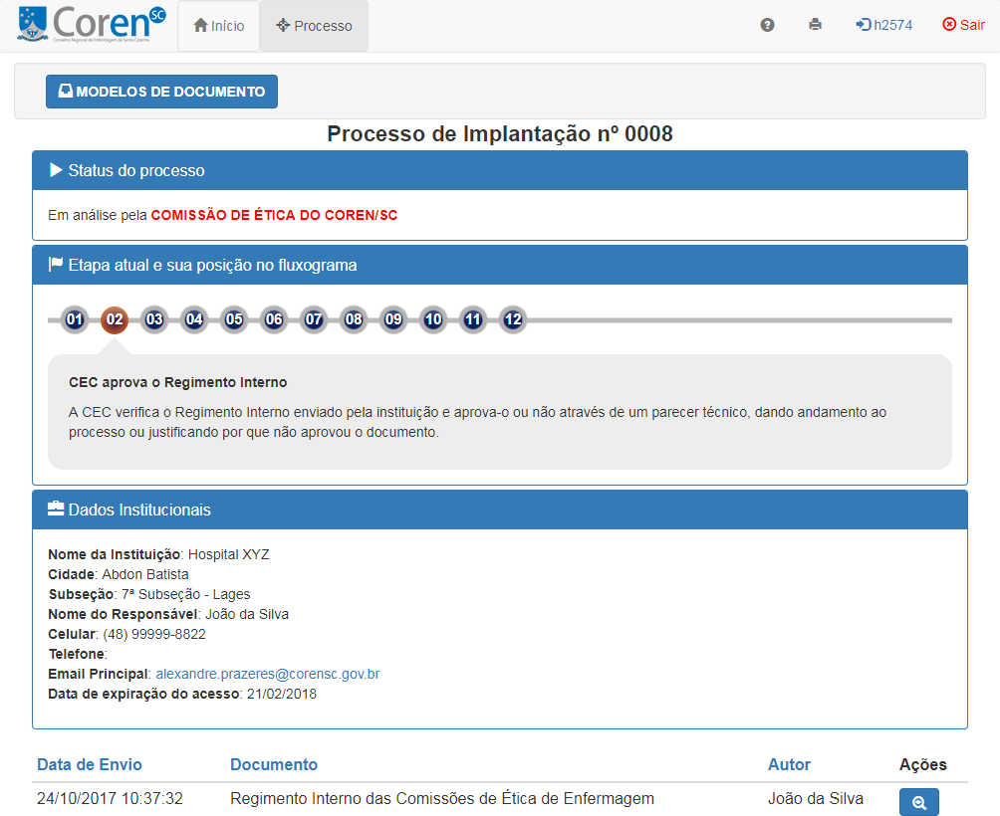 Coren SC
Conselho Regional de Enfermagem de Santa Catarina
Início
Processo
h2574
Sair
MODELOS DE DOCUMENTO
Processo de Implantação nº 0008
Status do processo
Em análise pela COMISSÃO DE ÉTICA DO COREN/SC
Etapa atual e sua posição no fluxograma
01 02 03 04 05 06 07 08 09 10 11 12
CEC aprova o Regimento Interno
A CEC verifica o Regimento Interno enviado pela instituição e aprova-o ou não através de um parecer técnico, dando andamento ao
processo ou justificando por que não aprovou o documento.
Dados Institucionais
Nome da Instituição: Hospital XYZ
Cidade: Abdon Batista
Subseção: 7ª Subseção - Lages
Nome do Responsável: João da Silva
Celular: (48) 99999-8822
Telefone:
Email Principal: alexandre.prazeres@corensc.gov.br
Data de expiração do acesso: 21/02/2018
Data de Envio Documento Autor Ações
24/10/2017 10:37:32 Regimento Interno das Comissões de Ética de Enfermagem João da Silva